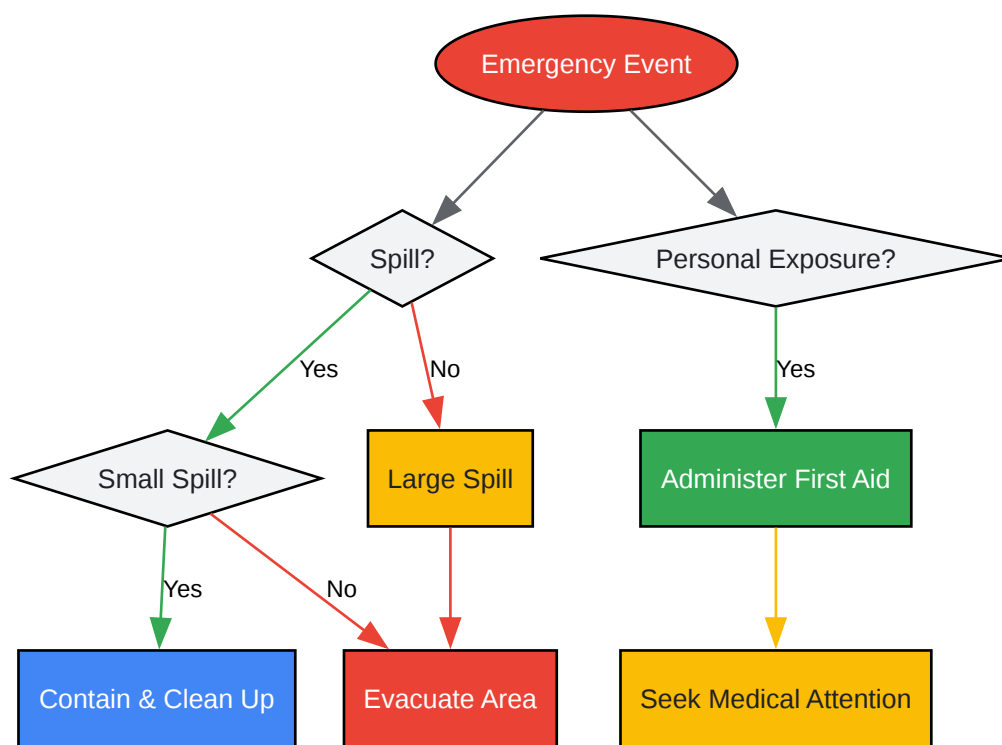 Emergency Event
Spill?
Personal Exposure?
Yes
No
Yes
Small Spill?
Large Spill
Administer First Aid
Yes
No
Contain & Clean Up
Evacuate Area
Seek Medical Attention